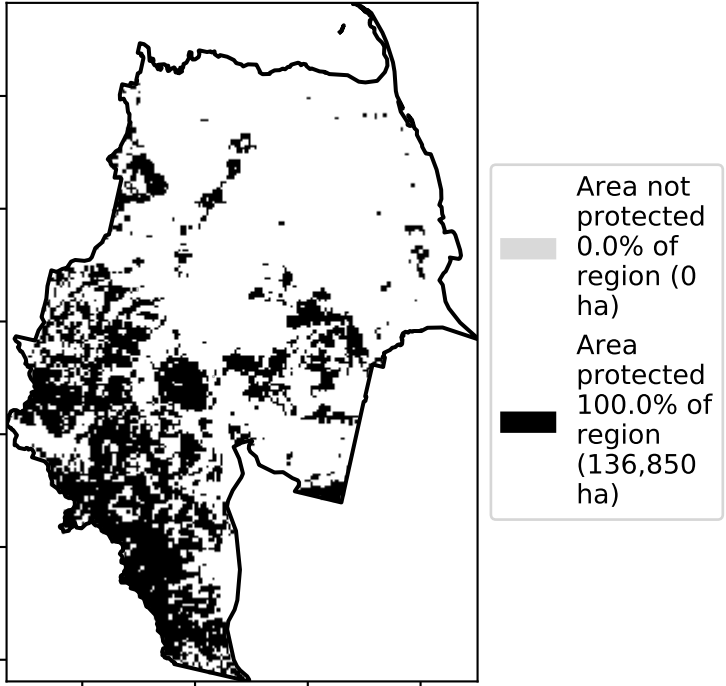 Area not
protected
0.0% of
region (0
ha)
Area
protected
100.0% of
region
(136,850
ha)